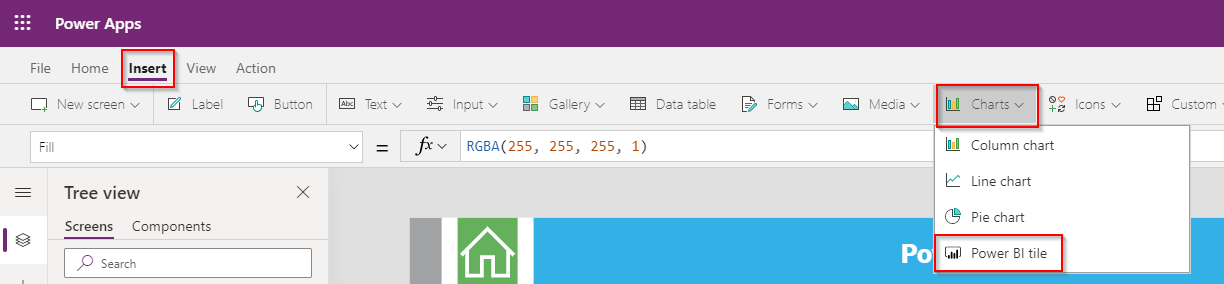 Power Apps
File Home Insert View Action
New screen Label Button Text Input Gallery Data table Forms Media Charts Icons Custom
Fill = fx RGBA(255, 255, 255, 1)
Column chart
Line chart
Pie chart
Power BI tile
Tree view
Screens Components
Search